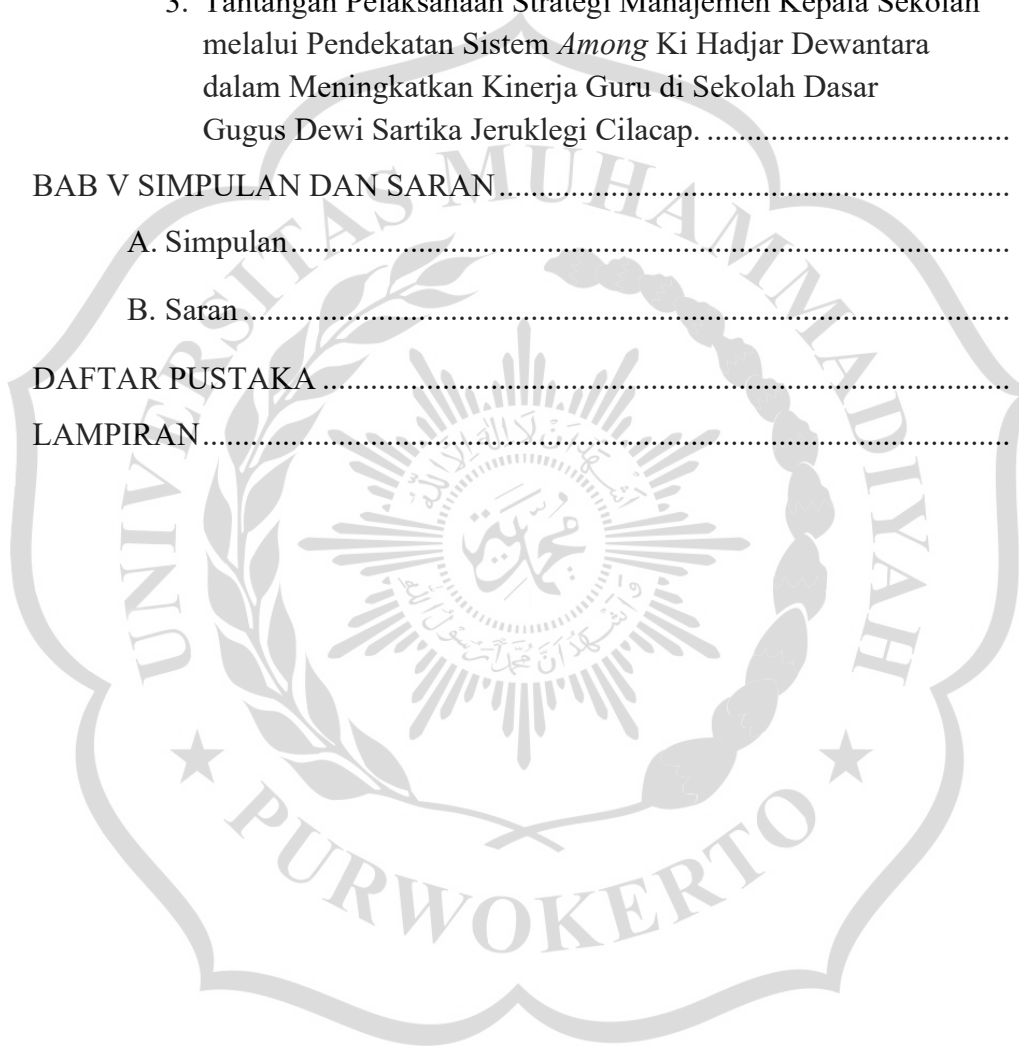 3. Tantangan Pelaksanaan Strategi Manajemen Kepala Sekolah
melalui Pendekatan Sistem Among Ki Hadjar Dewantara
dalam Meningkatkan Kinerja Guru di Sekolah Dasar
Gugus Dewi Sartika Jeruklegi Cilacap. ......................................
BAB V SIMPULAN DAN SARAN ................................................................
A. Simpulan..........................................................................................
B. Saran ................................................................................................
DAFTAR PUSTAKA ......................................................................................
LAMPIRAN.....................................................................................................
UNIVERSITAS MUHAMMADIYAH
PURWOKERTO
محمدية